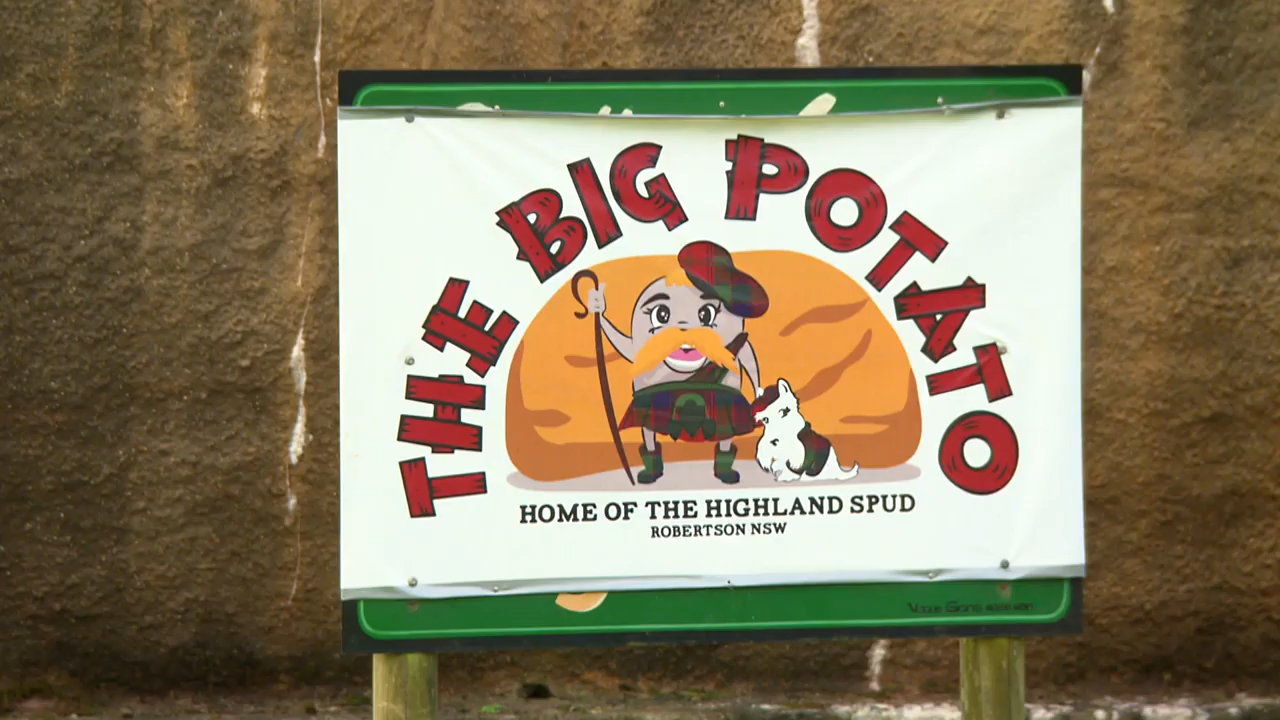 THE BIG POTATO
HOME OF THE HIGHLAND SPUD
ROBERTSON NSW